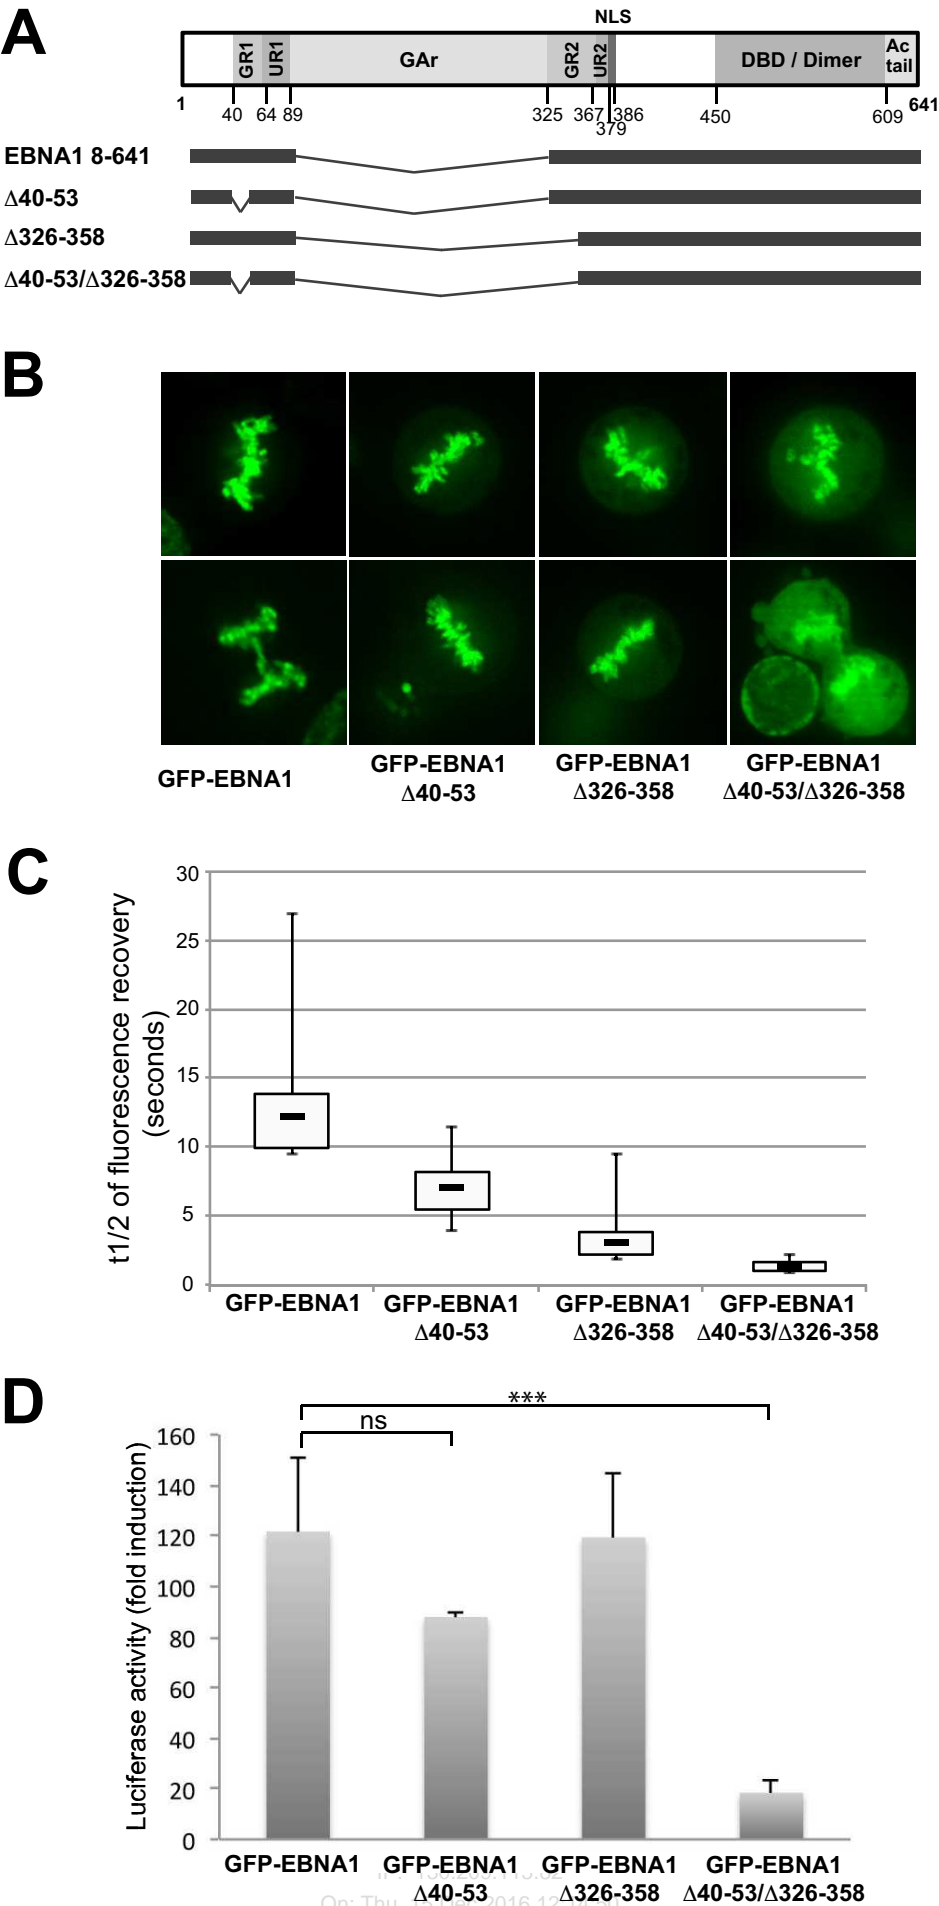 A
NLS
GR1
UR1
GAr
GR2
UR2
DBD / Dimer
Ac
tail
1
40
64
89
325
367
379
386
450
609
641
EBNA1 8-641
Δ40-53
Δ326-358
Δ40-53/Δ326-358
B
GFP-EBNA1
GFP-EBNA1
Δ40-53
GFP-EBNA1
Δ326-358
GFP-EBNA1
Δ40-53/Δ326-358
C
t1/2 of fluorescence recovery
(seconds)
30
25
20
15
10
5
0
GFP-EBNA1
GFP-EBNA1
Δ40-53
GFP-EBNA1
Δ326-358
GFP-EBNA1
Δ40-53/Δ326-358
D
***
ns
Luciferase activity (fold induction)
160
140
120
100
80
60
40
20
0
GFP-EBNA1
GFP-EBNA1
Δ40-53
GFP-EBNA1
Δ326-358
GFP-EBNA1
Δ40-53/Δ326-358
On: Thu, 15 Dec 2016